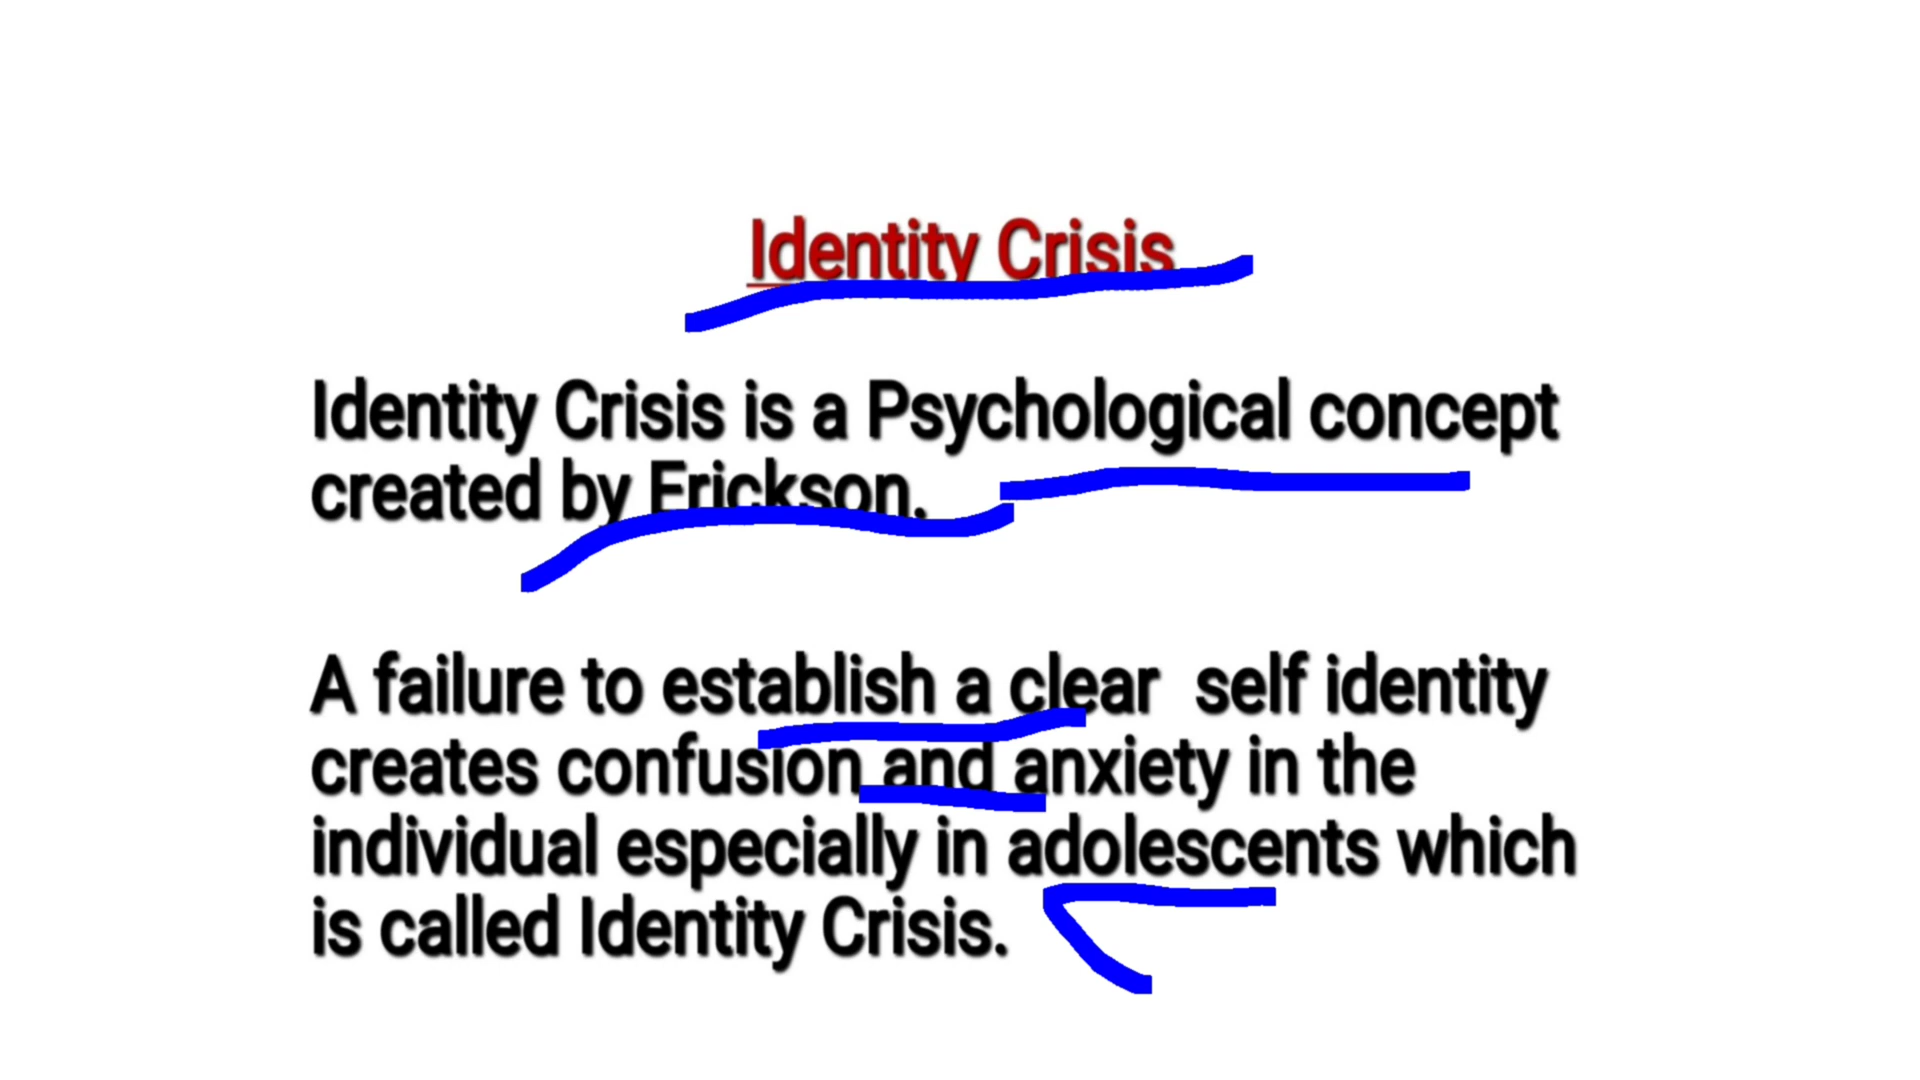 Identity Crisis
Identity Crisis is a Psychological concept
created by Erickson.
A failure to establish a clear self identity
creates confusion and anxiety in the
individual especially in adolescents which
is called Identity Crisis.